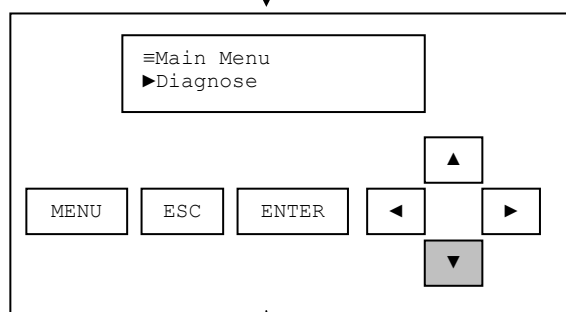 ≡Main Menu
►Diagnose
▲
MENU ESC ENTER ◄ ►
▼